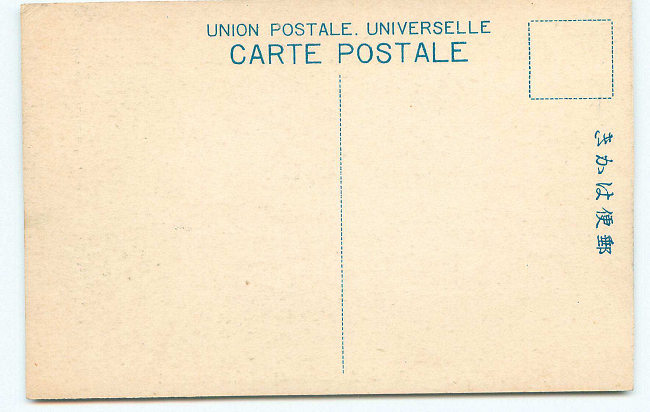 UNION POSTALE. UNIVERSELLE
CARTE POSTALE
郵便はかき